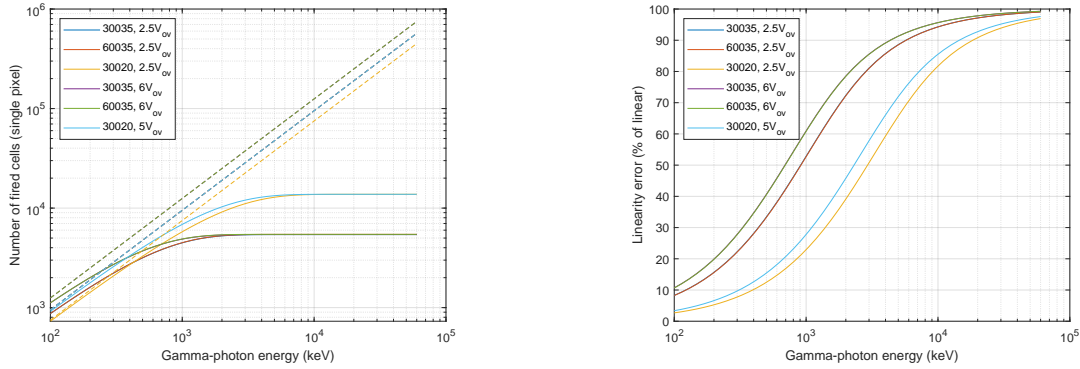 10^6
10^5
10^4
10^3
Number of fired cells (single pixel)
30035, 2.5V_ov
60035, 2.5V_ov
30020, 2.5V_ov
30035, 6V_ov
60035, 6V_ov
30020, 5V_ov
10^2 10^3 10^4 10^5
Gamma-photon energy (keV)
100
90
80
70
60
50
40
30
20
10
0
Linearity error (% of linear)
30035, 2.5V_ov
60035, 2.5V_ov
30020, 2.5V_ov
30035, 6V_ov
60035, 6V_ov
30020, 5V_ov
10^2 10^3 10^4 10^5
Gamma-photon energy (keV)